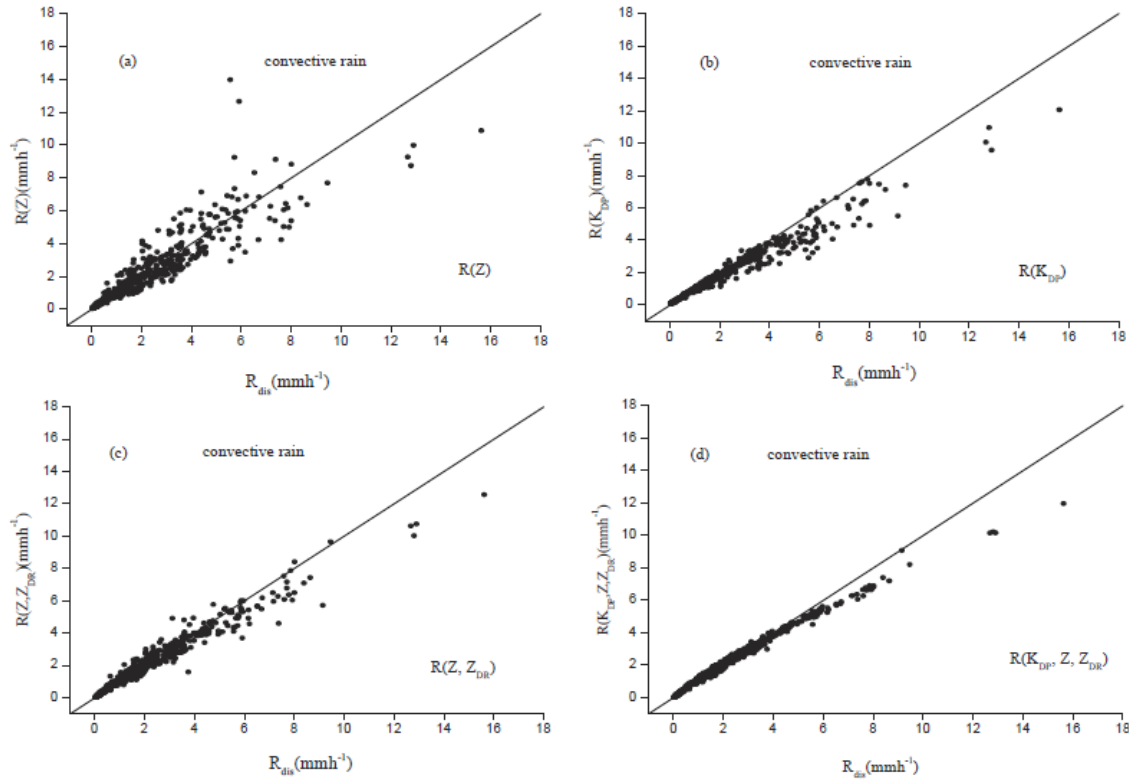 (a)
convective rain
R(Z)
R(Z)(mmh⁻¹)
18
16
14
12
10
8
6
4
2
0
0 2 4 6 8 10 12 14 16 18
R_dis(mmh⁻¹)
(b)
convective rain
R(K_DP)
R(K_DP)(mmh⁻¹)
18
16
14
12
10
8
6
4
2
0
0 2 4 6 8 10 12 14 16 18
R_dis(mmh⁻¹)
(c)
convective rain
R(Z, Z_DR)
R(Z,Z_DR)(mmh⁻¹)
18
16
14
12
10
8
6
4
2
0
0 2 4 6 8 10 12 14 16 18
R_dis(mmh⁻¹)
(d)
convective rain
R(K_DP, Z, Z_DR)
R(K_DP,Z,Z_DR)(mmh⁻¹)
18
16
14
12
10
8
6
4
2
0
0 2 4 6 8 10 12 14 16 18
R_dis(mmh⁻¹)